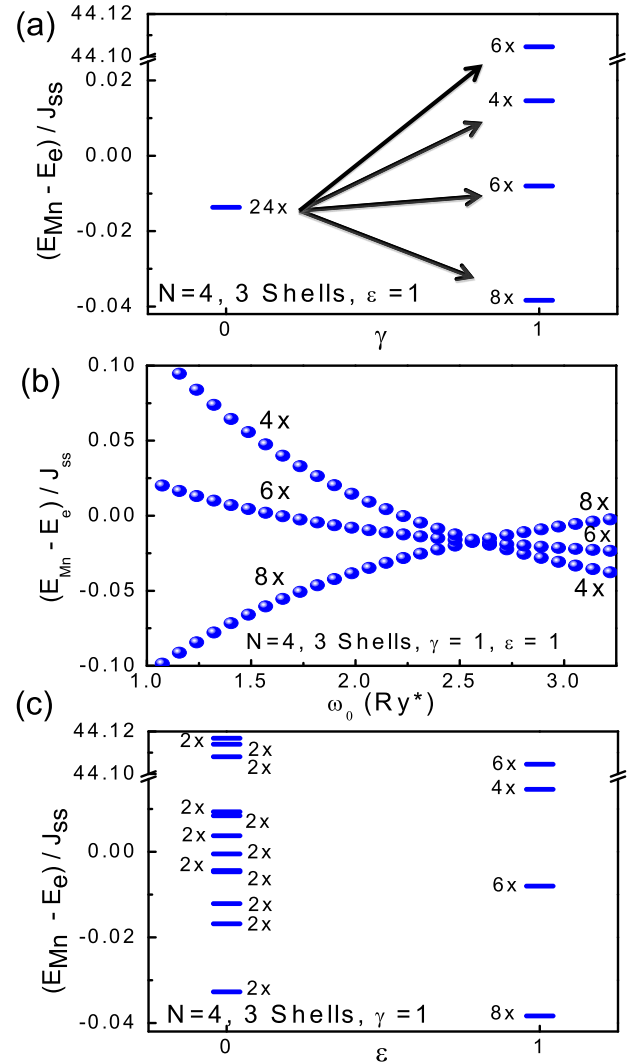 (a)
44.12
44.10
0.02
0.00
-0.02
-0.04
(E_Mn - E_e) / J_ss
6x
4x
24x
6x
8x
N=4, 3 Shells, ε =1
0
γ
1
(b)
0.10
0.05
0.00
-0.05
-0.10
(E_Mn - E_e) / J_ss
4x
6x
8x
8x
6x
4x
N=4, 3 Shells, γ = 1, ε = 1
1.0
1.5
2.0
2.5
3.0
ω_0 (Ry*)
(c)
44.12
44.10
0.00
-0.02
-0.04
(E_Mn - E_e) / J_ss
2x
2x
2x
2x
2x
2x
2x
2x
2x
2x
2x
6x
4x
6x
8x
2x
N=4, 3 Shells, γ =1
0
ε
1